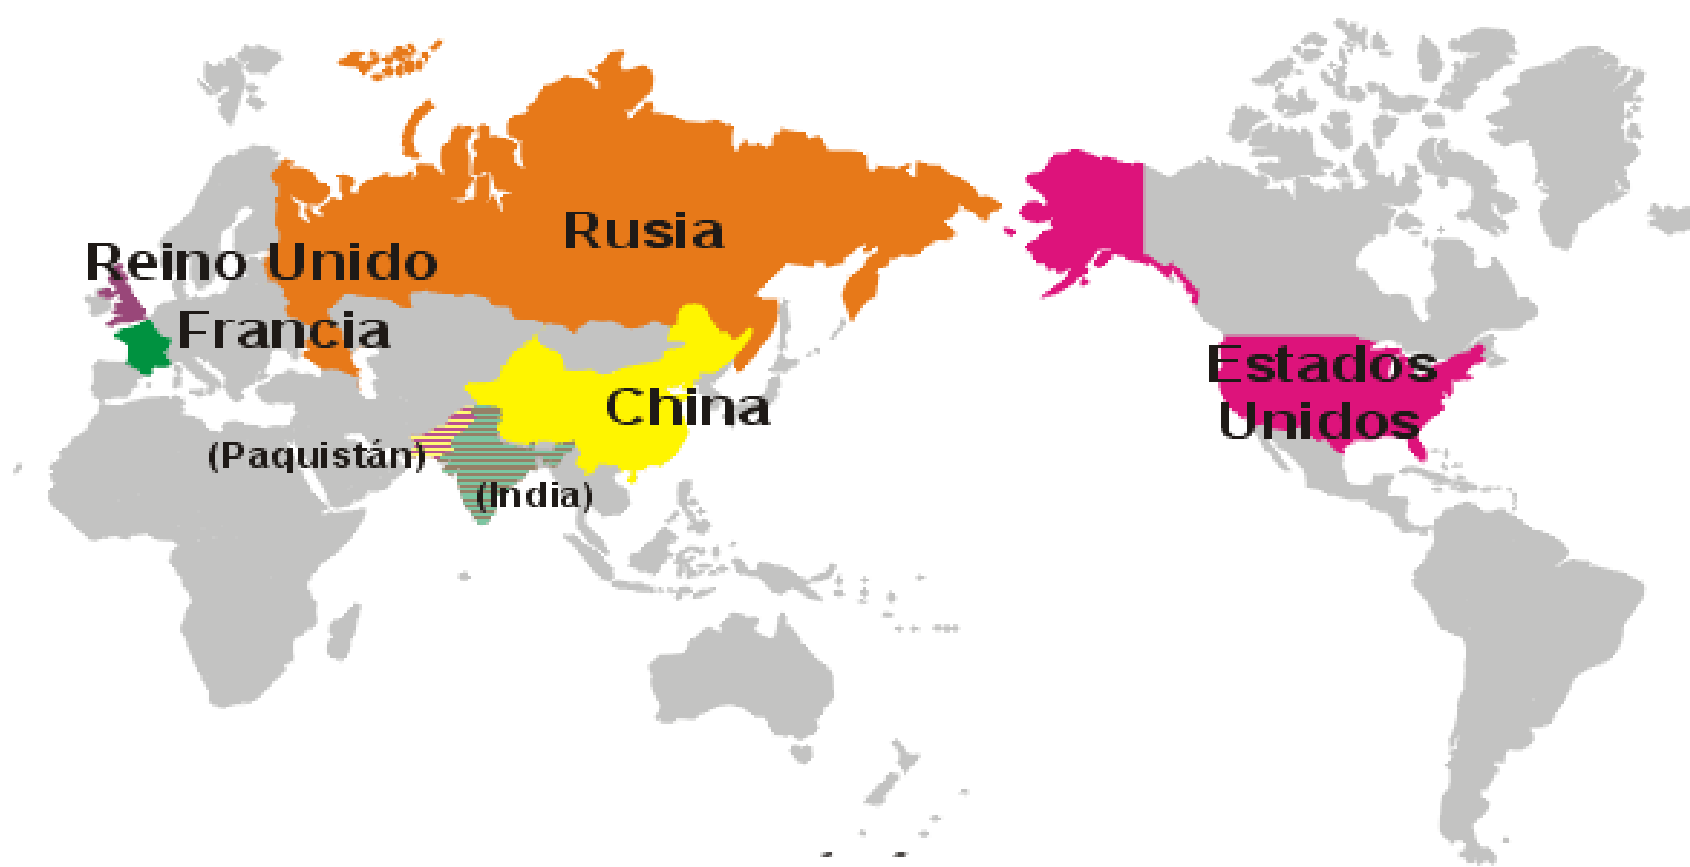 Rusia
Reino Unido
Francia
Estados
Unidos
China
(Paquistán)
(India)